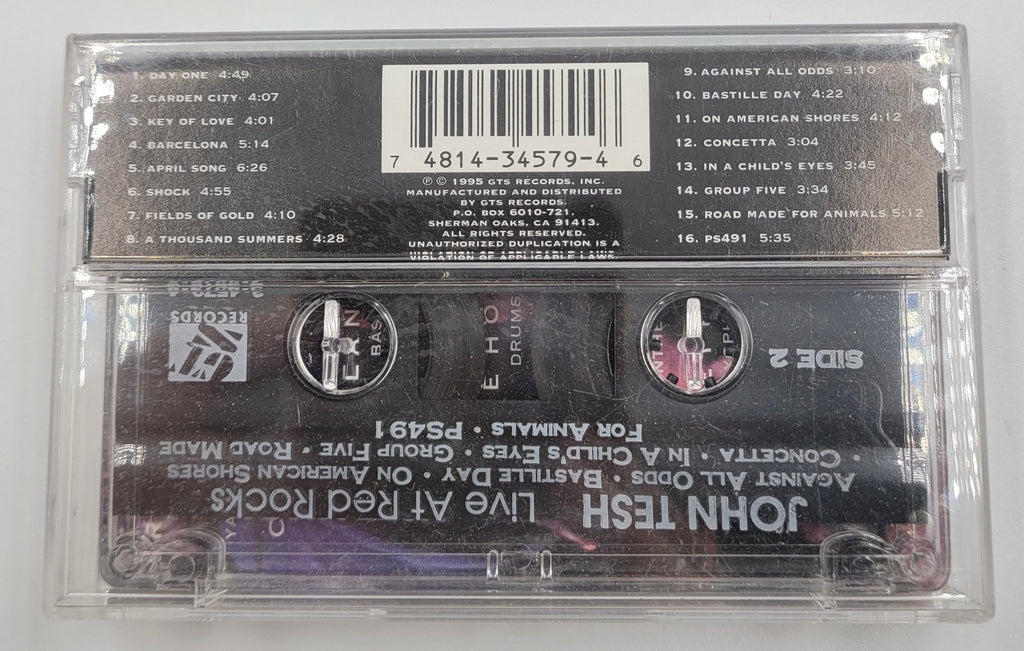 1. DAY ONE 4:49
2. GARDEN CITY 4:07
3. KEY OF LOVE 4:01
4. BARCELONA 5:14
5. APRIL SONG 6:26
6. SHOCK 4:55
7. FIELDS OF GOLD 4:10
8. A THOUSAND SUMMERS 4:28
7 4814-34579-4 6
℗ © 1995 GTS RECORDS, INC.
MANUFACTURED AND DISTRIBUTED
BY GTS RECORDS.
P.O. BOX 6010-721,
SHERMAN OAKS, CA 91413.
ALL RIGHTS RESERVED.
UNAUTHORIZED DUPLICATION IS A
VIOLATION OF APPLICABLE LAWS.
9. AGAINST ALL ODDS 3:10
10. BASTILLE DAY 4:22
11. ON AMERICAN SHORES 4:12
12. CONCETTA 3:04
13. IN A CHILD'S EYES 3:45
14. GROUP FIVE 3:34
15. ROAD MADE FOR ANIMALS 5:12
16. PS491 5:35
JOHN TESH Live At Red Rocks
AGAINST ALL ODDS • BASTILLE DAY • ON AMERICAN SHORES
• CONCETTA • IN A CHILD'S EYES • GROUP FIVE • ROAD MADE
FOR ANIMALS • PS491
SIDE 2
RECORDS
DRUMS